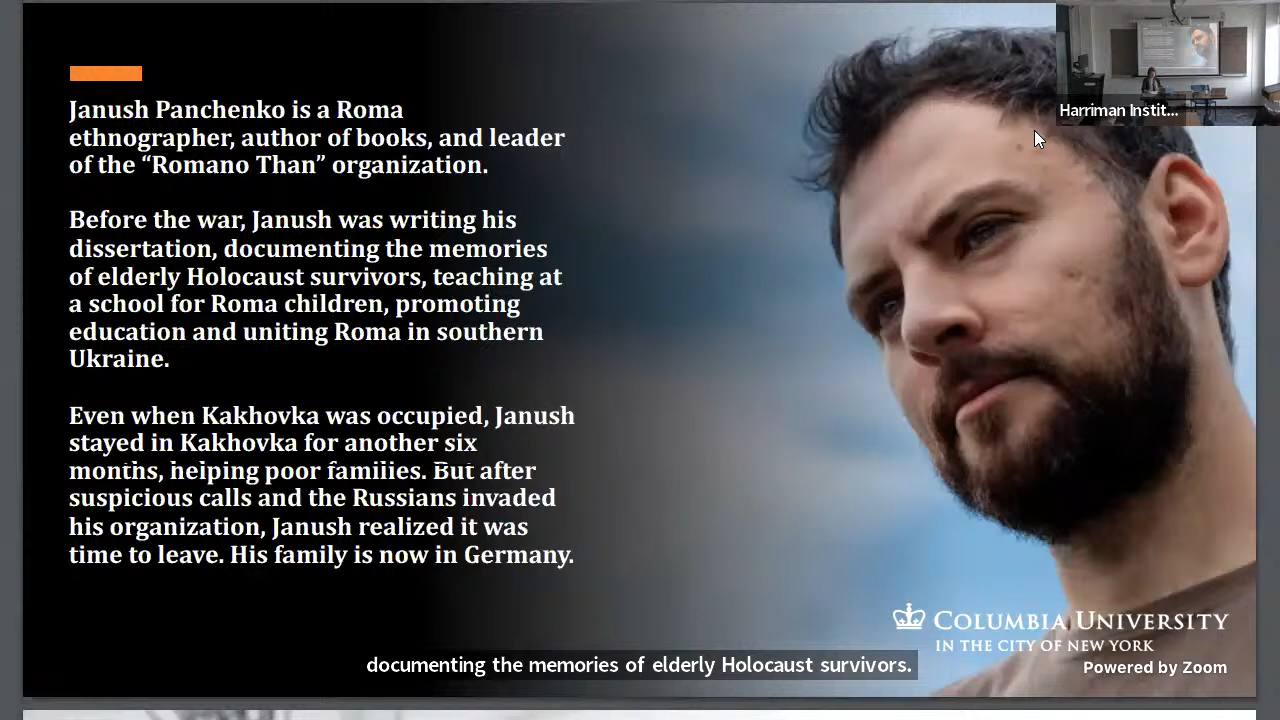 Harriman Instit...
Janush Panchenko is a Roma
ethnographer, author of books, and leader
of the “Romano Than” organization.
Before the war, Janush was writing his
dissertation, documenting the memories
of elderly Holocaust survivors, teaching at
a school for Roma children, promoting
education and uniting Roma in southern
Ukraine.
Even when Kakhovka was occupied, Janush
stayed in Kakhovka for another six
months, helping poor families. But after
suspicious calls and the Russians invaded
his organization, Janush realized it was
time to leave. His family is now in Germany.
COLUMBIA UNIVERSITY
IN THE CITY OF NEW YORK
documenting the memories of elderly Holocaust survivors.
Powered by Zoom